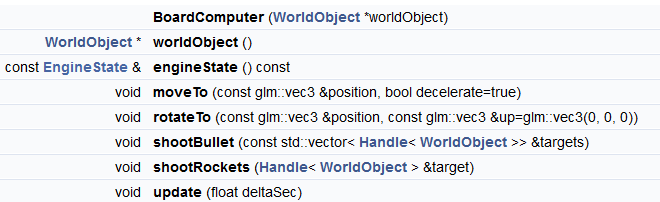 BoardComputer (WorldObject *worldObject)
WorldObject * worldObject ()
const EngineState & engineState () const
void moveTo (const glm::vec3 &position, bool decelerate=true)
void rotateTo (const glm::vec3 &position, const glm::vec3 &up=glm::vec3(0, 0, 0))
void shootBullet (const std::vector< Handle< WorldObject >> &targets)
void shootRockets (Handle< WorldObject > &target)
void update (float deltaSec)